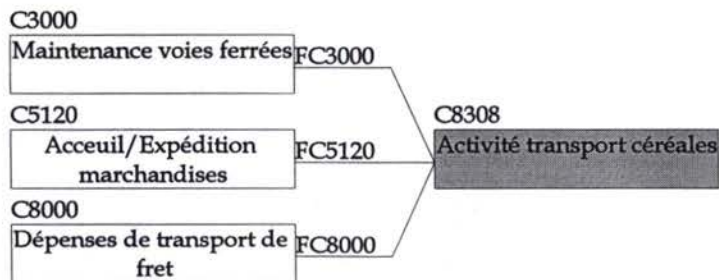 C3000
Maintenance voies ferrées
FC3000
C5120
C8308
Acceuil/Expédition
marchandises
FC5120
Activité transport céréales
C8000
Dépenses de transport de
fret
FC8000